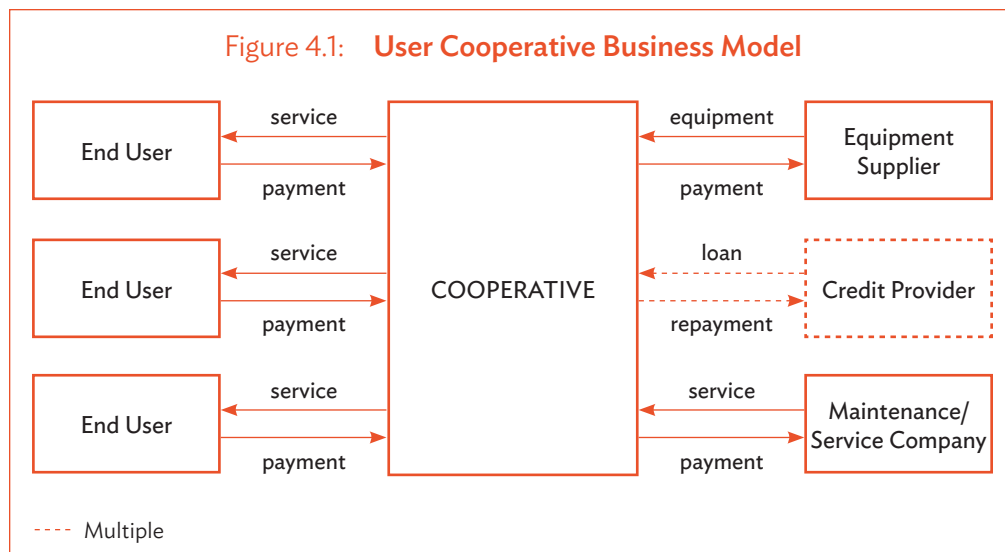 Figure 4.1: User Cooperative Business Model
End User
service
payment
End User
service
payment
End User
service
payment
COOPERATIVE
equipment
payment
Equipment
Supplier
loan
repayment
Credit Provider
service
payment
Maintenance/
Service Company
Multiple